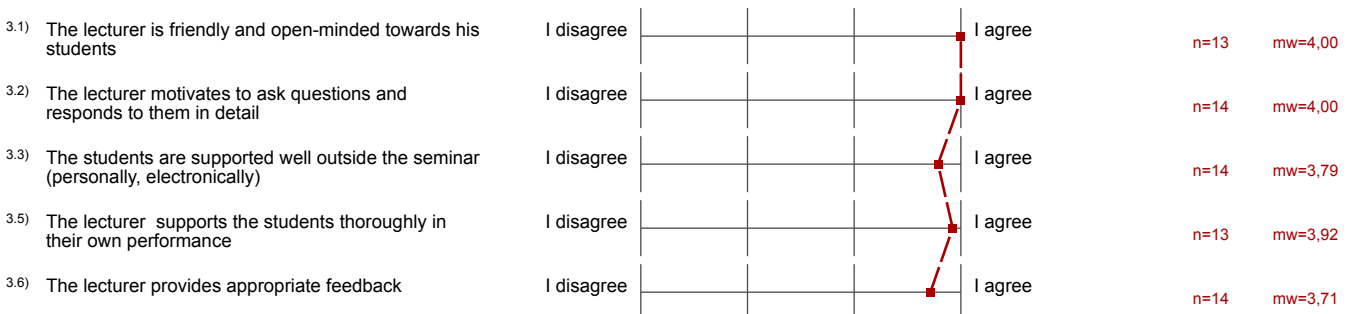 3.1) The lecturer is friendly and open-minded towards his
students
I disagree I agree n=13 mw=4,00
3.2) The lecturer motivates to ask questions and
responds to them in detail
I disagree I agree n=14 mw=4,00
3.3) The students are supported well outside the seminar
(personally, electronically)
I disagree I agree n=14 mw=3,79
3.5) The lecturer  supports the students thoroughly in
their own performance
I disagree I agree n=13 mw=3,92
3.6) The lecturer provides appropriate feedback
I disagree I agree n=14 mw=3,71